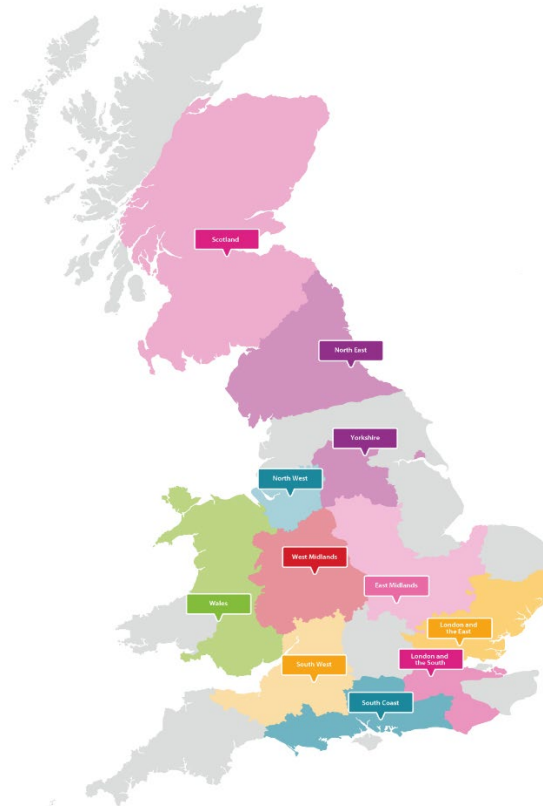 Scotland
North East
Yorkshire
North West
West Midlands
East Midlands
Wales
London and
the East
London and
the South
South West
South Coast